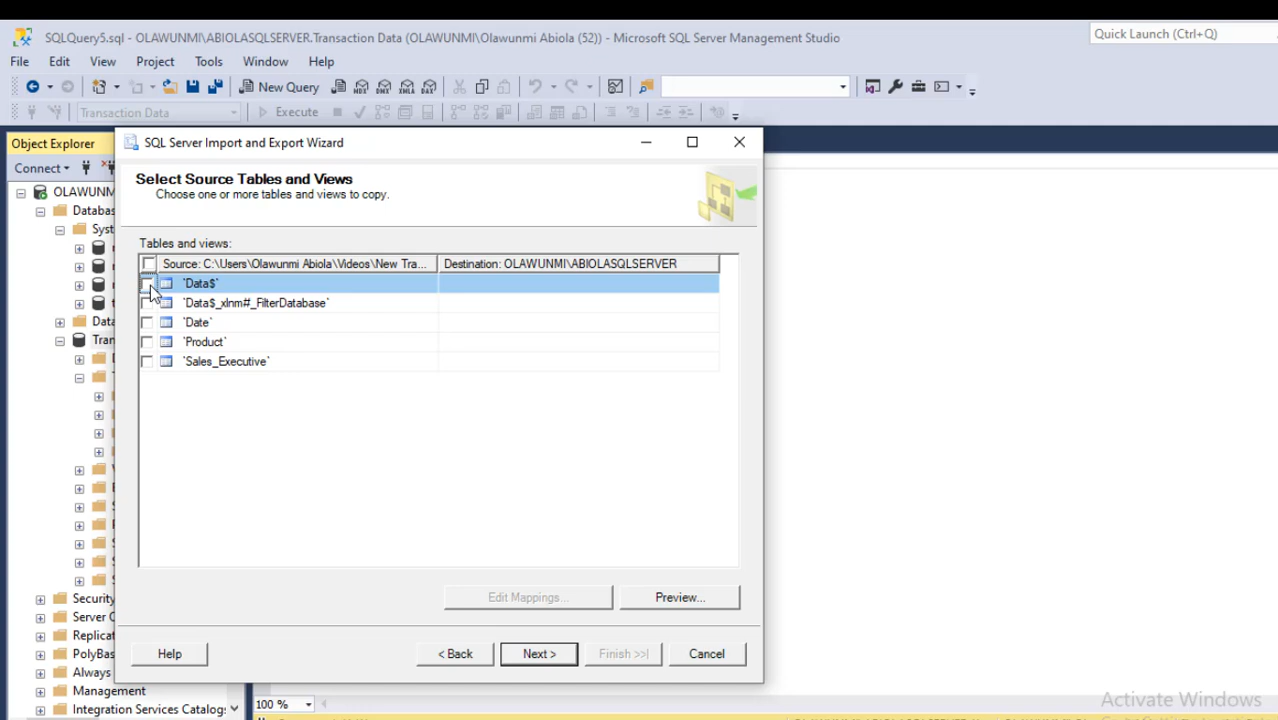 SQLQuery5.sql - OLAWUNMI\ABIOLASQLSERVER.Transaction Data (OLAWUNMI\Olawunmi Abiola (52)) - Microsoft SQL Server Management Studio
Quick Launch (Ctrl+Q)
File Edit View Project Tools Window Help
New Query
Transaction Data
Execute
Object Explorer
SQL Server Import and Export Wizard
Connect
Select Source Tables and Views
Choose one or more tables and views to copy.
OLAWUNM
Databas
Syst
Tables and views:
Source: C:\Users\Olawunmi Abiola\Videos\New Tra...
Destination: OLAWUNMI\ABIOLASQLSERVER
`Data$`
`Data$_xlnm#_FilterDatabase`
`Date`
`Product`
`Sales_Executive`
Data
Tran
Security
Server O
Replicat
PolyBas
Always
Management
Integration Services Catalogs
Edit Mappings...
Preview...
Help
< Back
Next >
Finish >>|
Cancel
100 %
Activate Windows